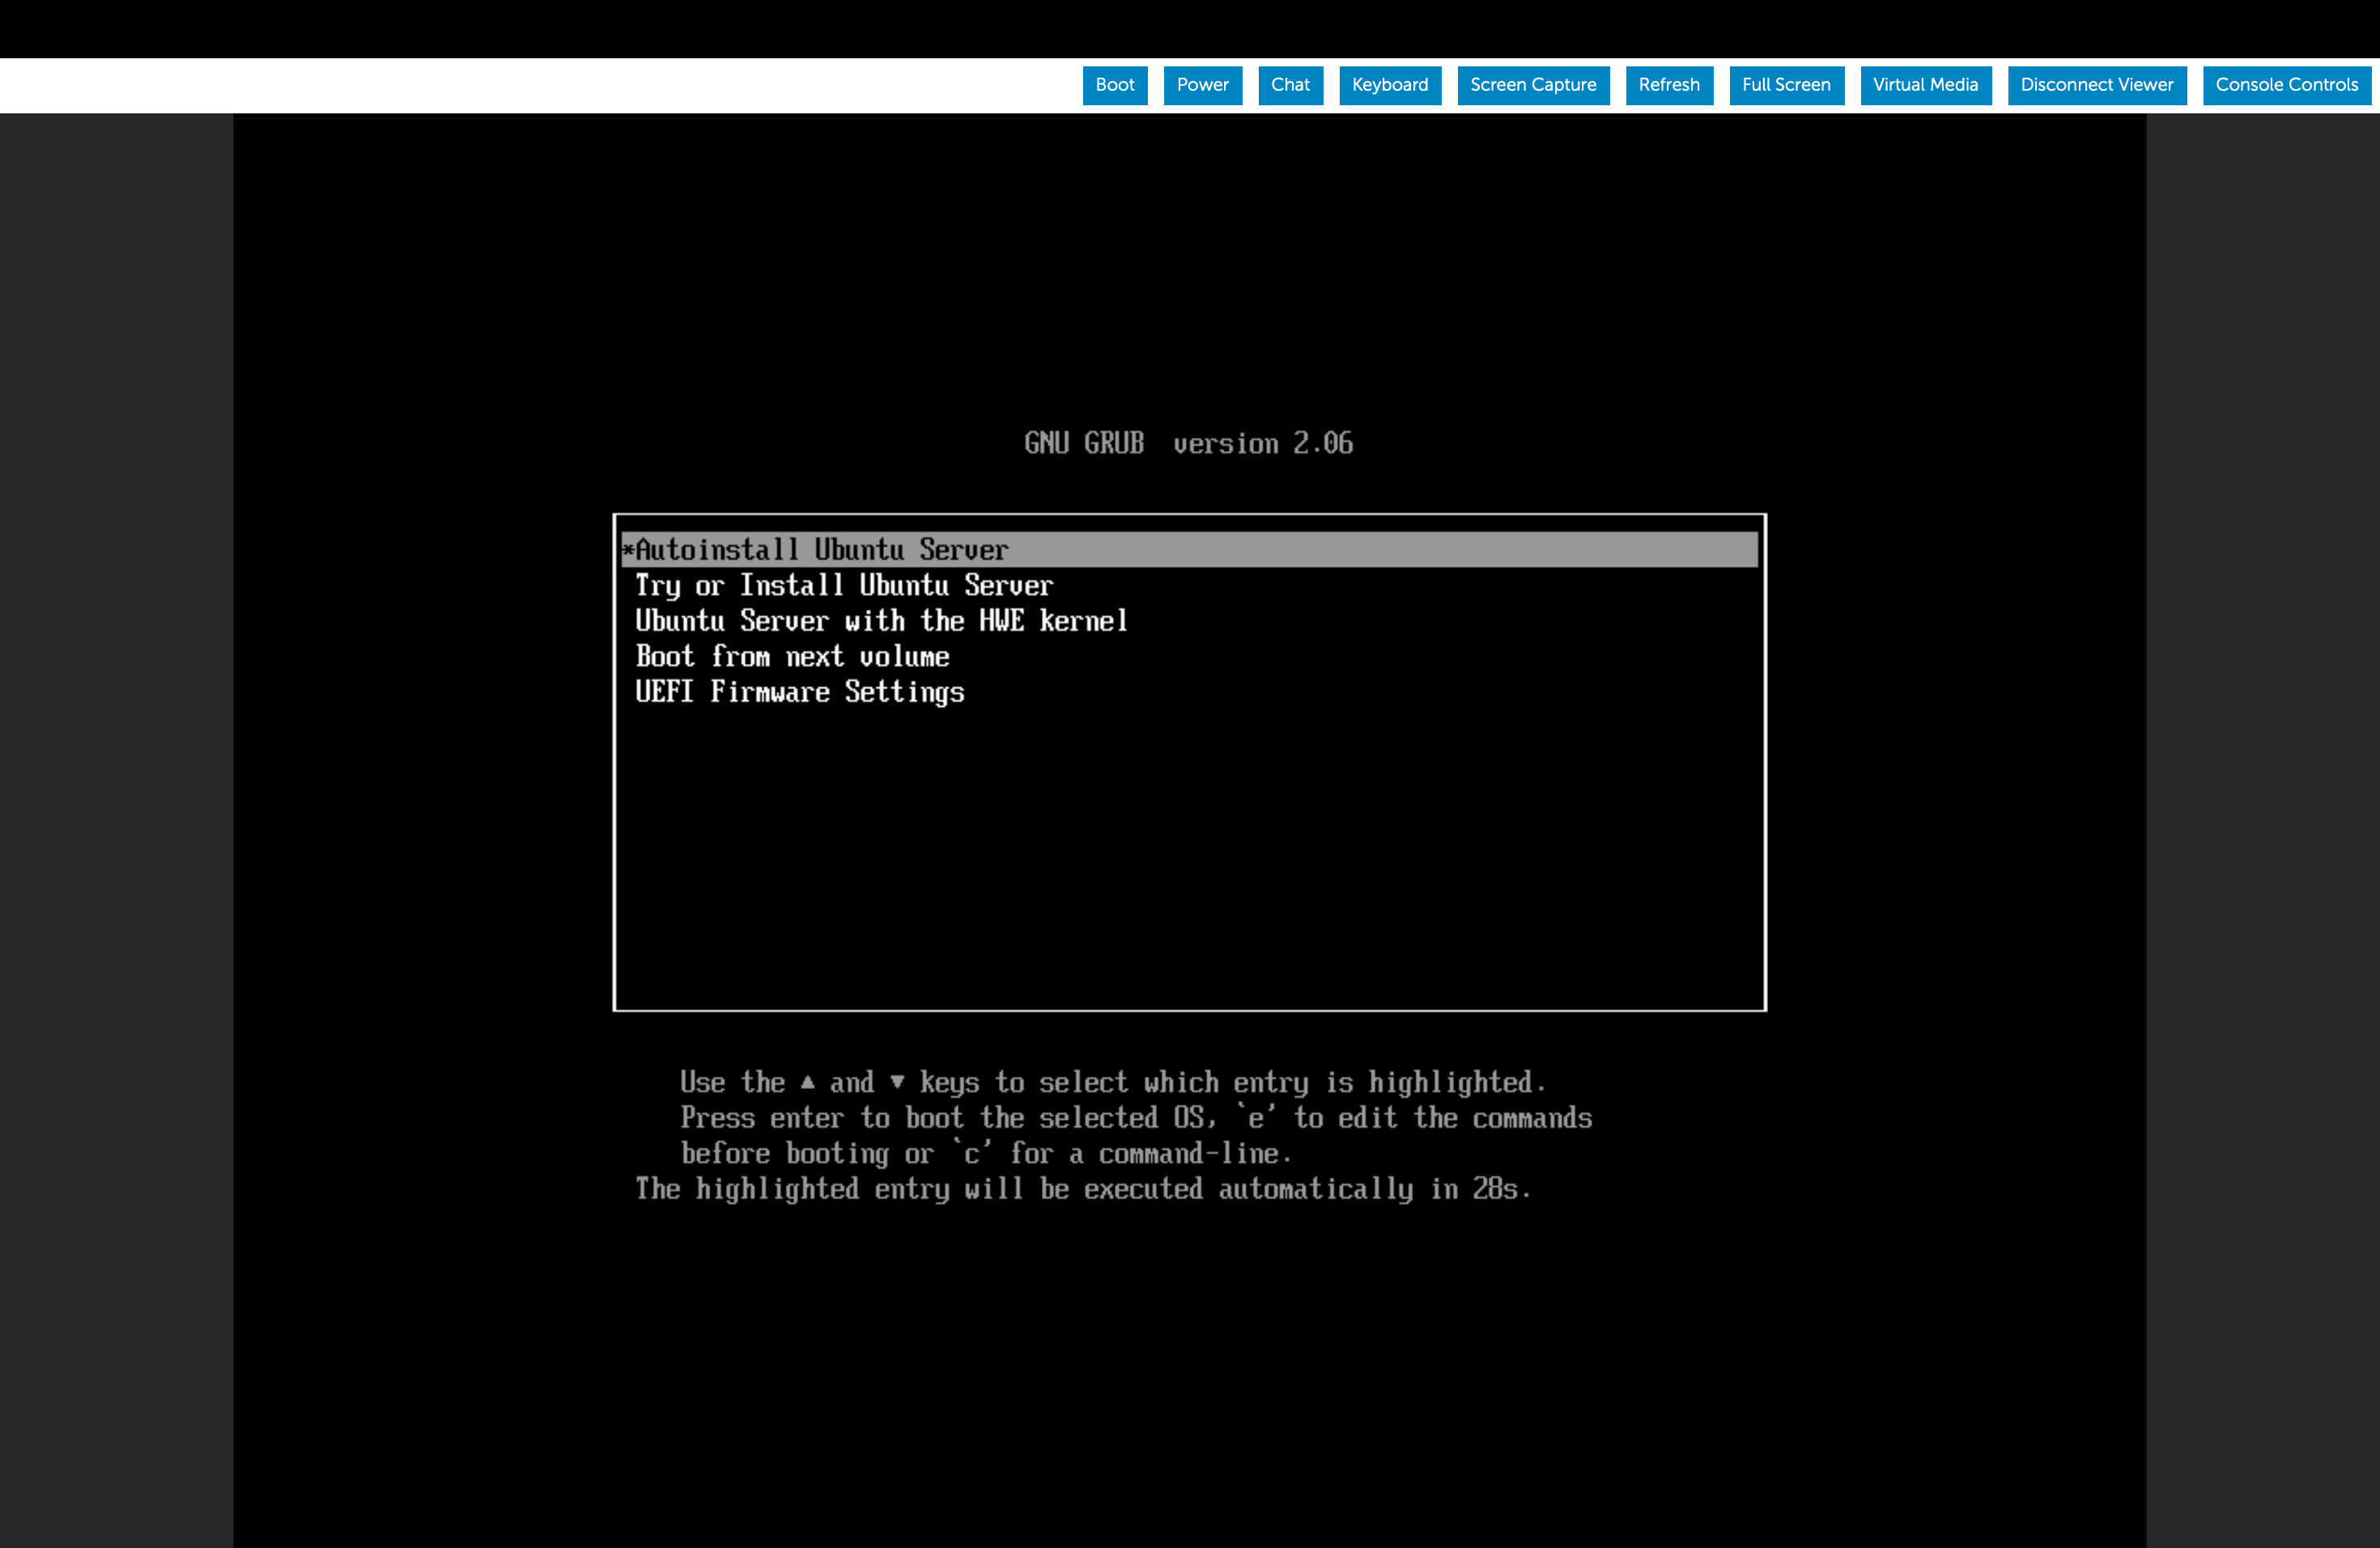 Boot Power Chat Keyboard Screen Capture Refresh Full Screen Virtual Media Disconnect Viewer Console Controls
GNU GRUB version 2.06
*Autoinstall Ubuntu Server
Try or Install Ubuntu Server
Ubuntu Server with the HWE kernel
Boot from next volume
UEFI Firmware Settings
Use the ▲ and ▼ keys to select which entry is highlighted.
Press enter to boot the selected OS, `e' to edit the commands
before booting or `c' for a command-line.
The highlighted entry will be executed automatically in 28s.